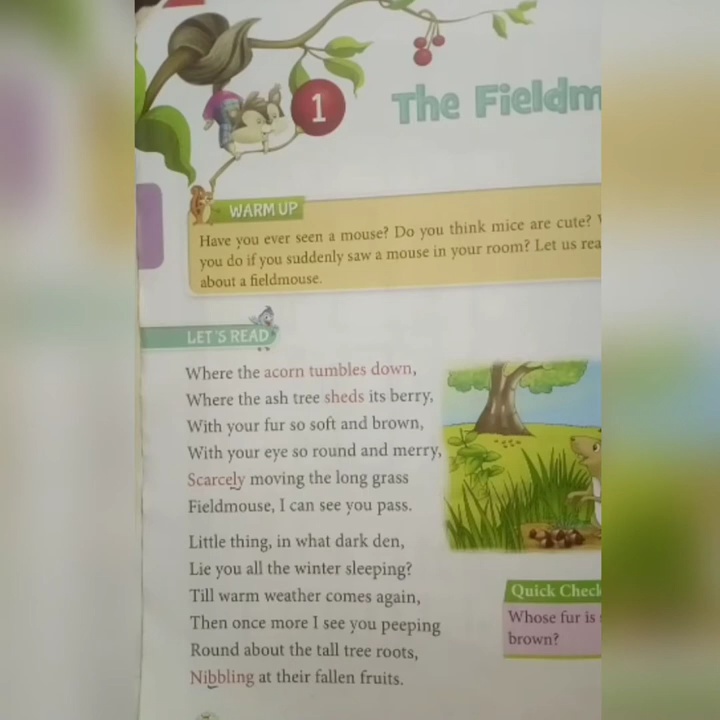 1
The Fieldm
WARM UP
Have you ever seen a mouse? Do you think mice are cute?
you do if you suddenly saw a mouse in your room? Let us rea
about a fieldmouse.
LET'S READ
Where the acorn tumbles down,
Where the ash tree sheds its berry,
With your fur so soft and brown,
With your eye so round and merry,
Scarcely moving the long grass
Fieldmouse, I can see you pass.
Little thing, in what dark den,
Lie you all the winter sleeping?
Till warm weather comes again,
Then once more I see you peeping
Round about the tall tree roots,
Nibbling at their fallen fruits.
Quick Check
Whose fur is
brown?